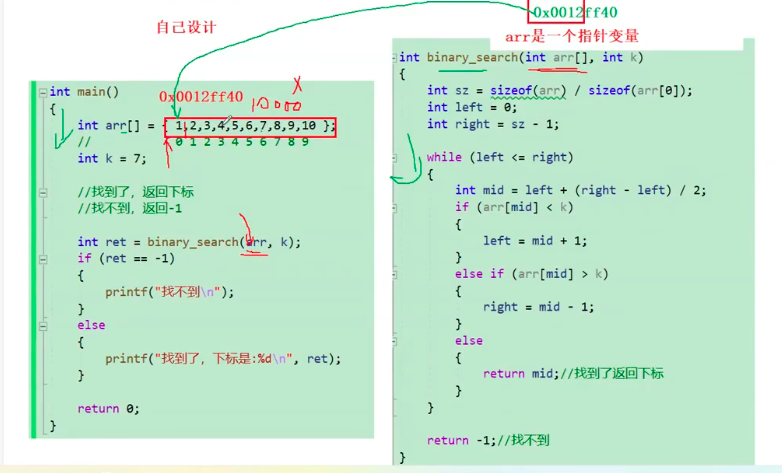 自己设计
0x0012ff40
arr是一个指针变量
int main()
{
0x0012ff40
10000
x
int arr[] = { 1,2,3,4,5,6,7,8,9,10 };
// 0 1 2 3 4 5 6 7 8 9
int k = 7;
//找到了，返回下标
//找不到，返回-1
int ret = binary_search(arr, k);
if (ret == -1)
{
printf("找不到\n");
}
else
{
printf("找到了，下标是:%d\n", ret);
}
return 0;
}
int binary_search(int arr[], int k)
{
int sz = sizeof(arr) / sizeof(arr[0]);
int left = 0;
int right = sz - 1;
while (left <= right)
{
int mid = left + (right - left) / 2;
if (arr[mid] < k)
{
left = mid + 1;
}
else if (arr[mid] > k)
{
right = mid - 1;
}
else
{
return mid;//找到了返回下标
}
}
return -1;//找不到
}